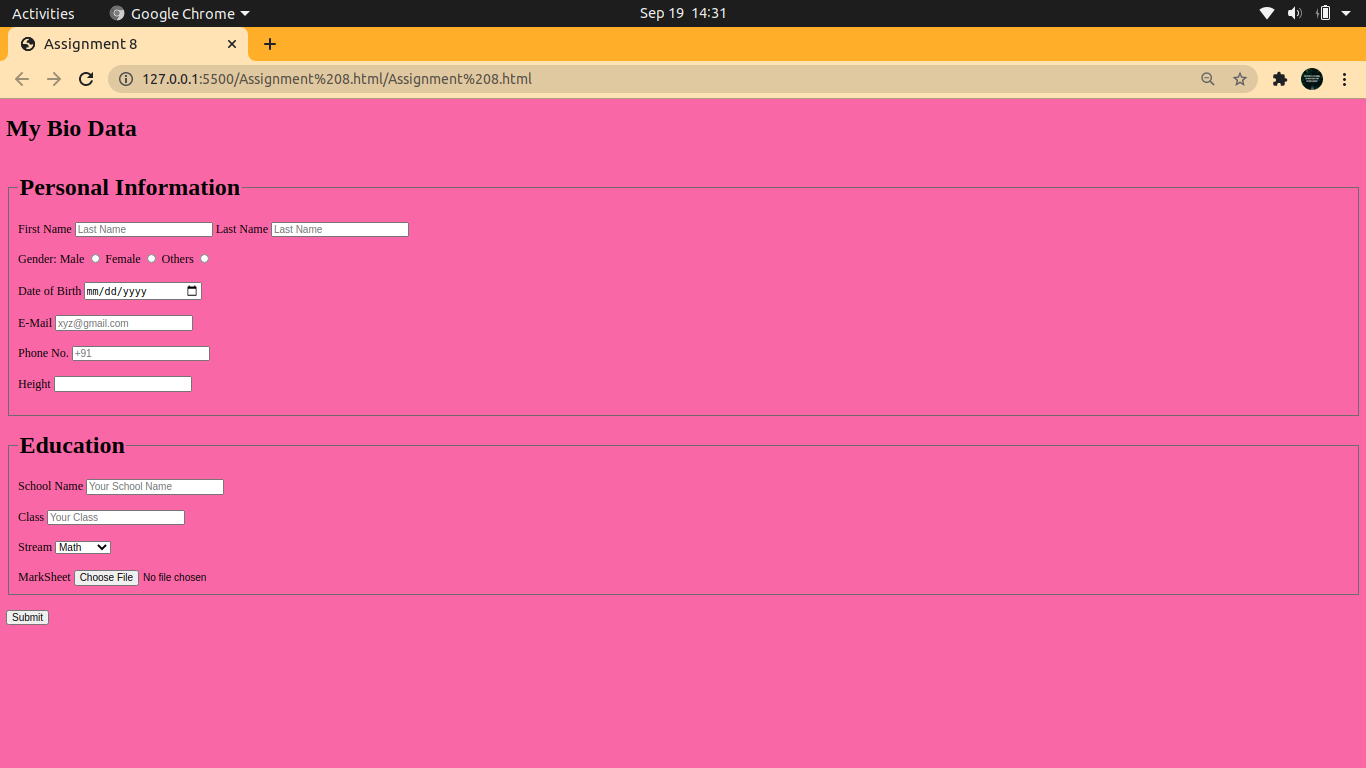 Activities Google Chrome Sep 19 14:31
Assignment 8
127.0.0.1:5500/Assignment%208.html/Assignment%208.html
My Bio Data
Personal Information
First Name Last Name Last Name Last Name
Gender: Male Female Others
Date of Birth mm/dd/yyyy
E-Mail xyz@gmail.com
Phone No. +91
Height
Education
School Name Your School Name
Class Your Class
Stream Math
MarkSheet Choose File No file chosen
Submit